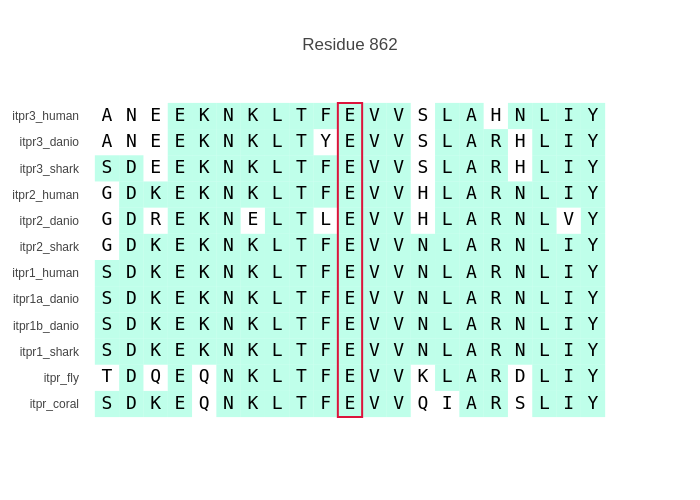 Residue 862
itpr3_human A N E E K N K L T F E V V S L A H N L I Y
itpr3_danio A N E E K N K L T Y E V V S L A R H L I Y
itpr3_shark S D E E K N K L T F E V V S L A R H L I Y
itpr2_human G D K E K N K L T F E V V H L A R N L I Y
itpr2_danio G D R E K N E L T L E V V H L A R N L V Y
itpr2_shark G D K E K N K L T F E V V N L A R N L I Y
itpr1_human S D K E K N K L T F E V V N L A R N L I Y
itpr1a_danio S D K E K N K L T F E V V N L A R N L I Y
itpr1b_danio S D K E K N K L T F E V V N L A R N L I Y
itpr1_shark S D K E K N K L T F E V V N L A R N L I Y
itpr_fly T D Q E Q N K L T F E V V K L A R D L I Y
itpr_coral S D K E Q N K L T F E V V Q I A R S L I Y